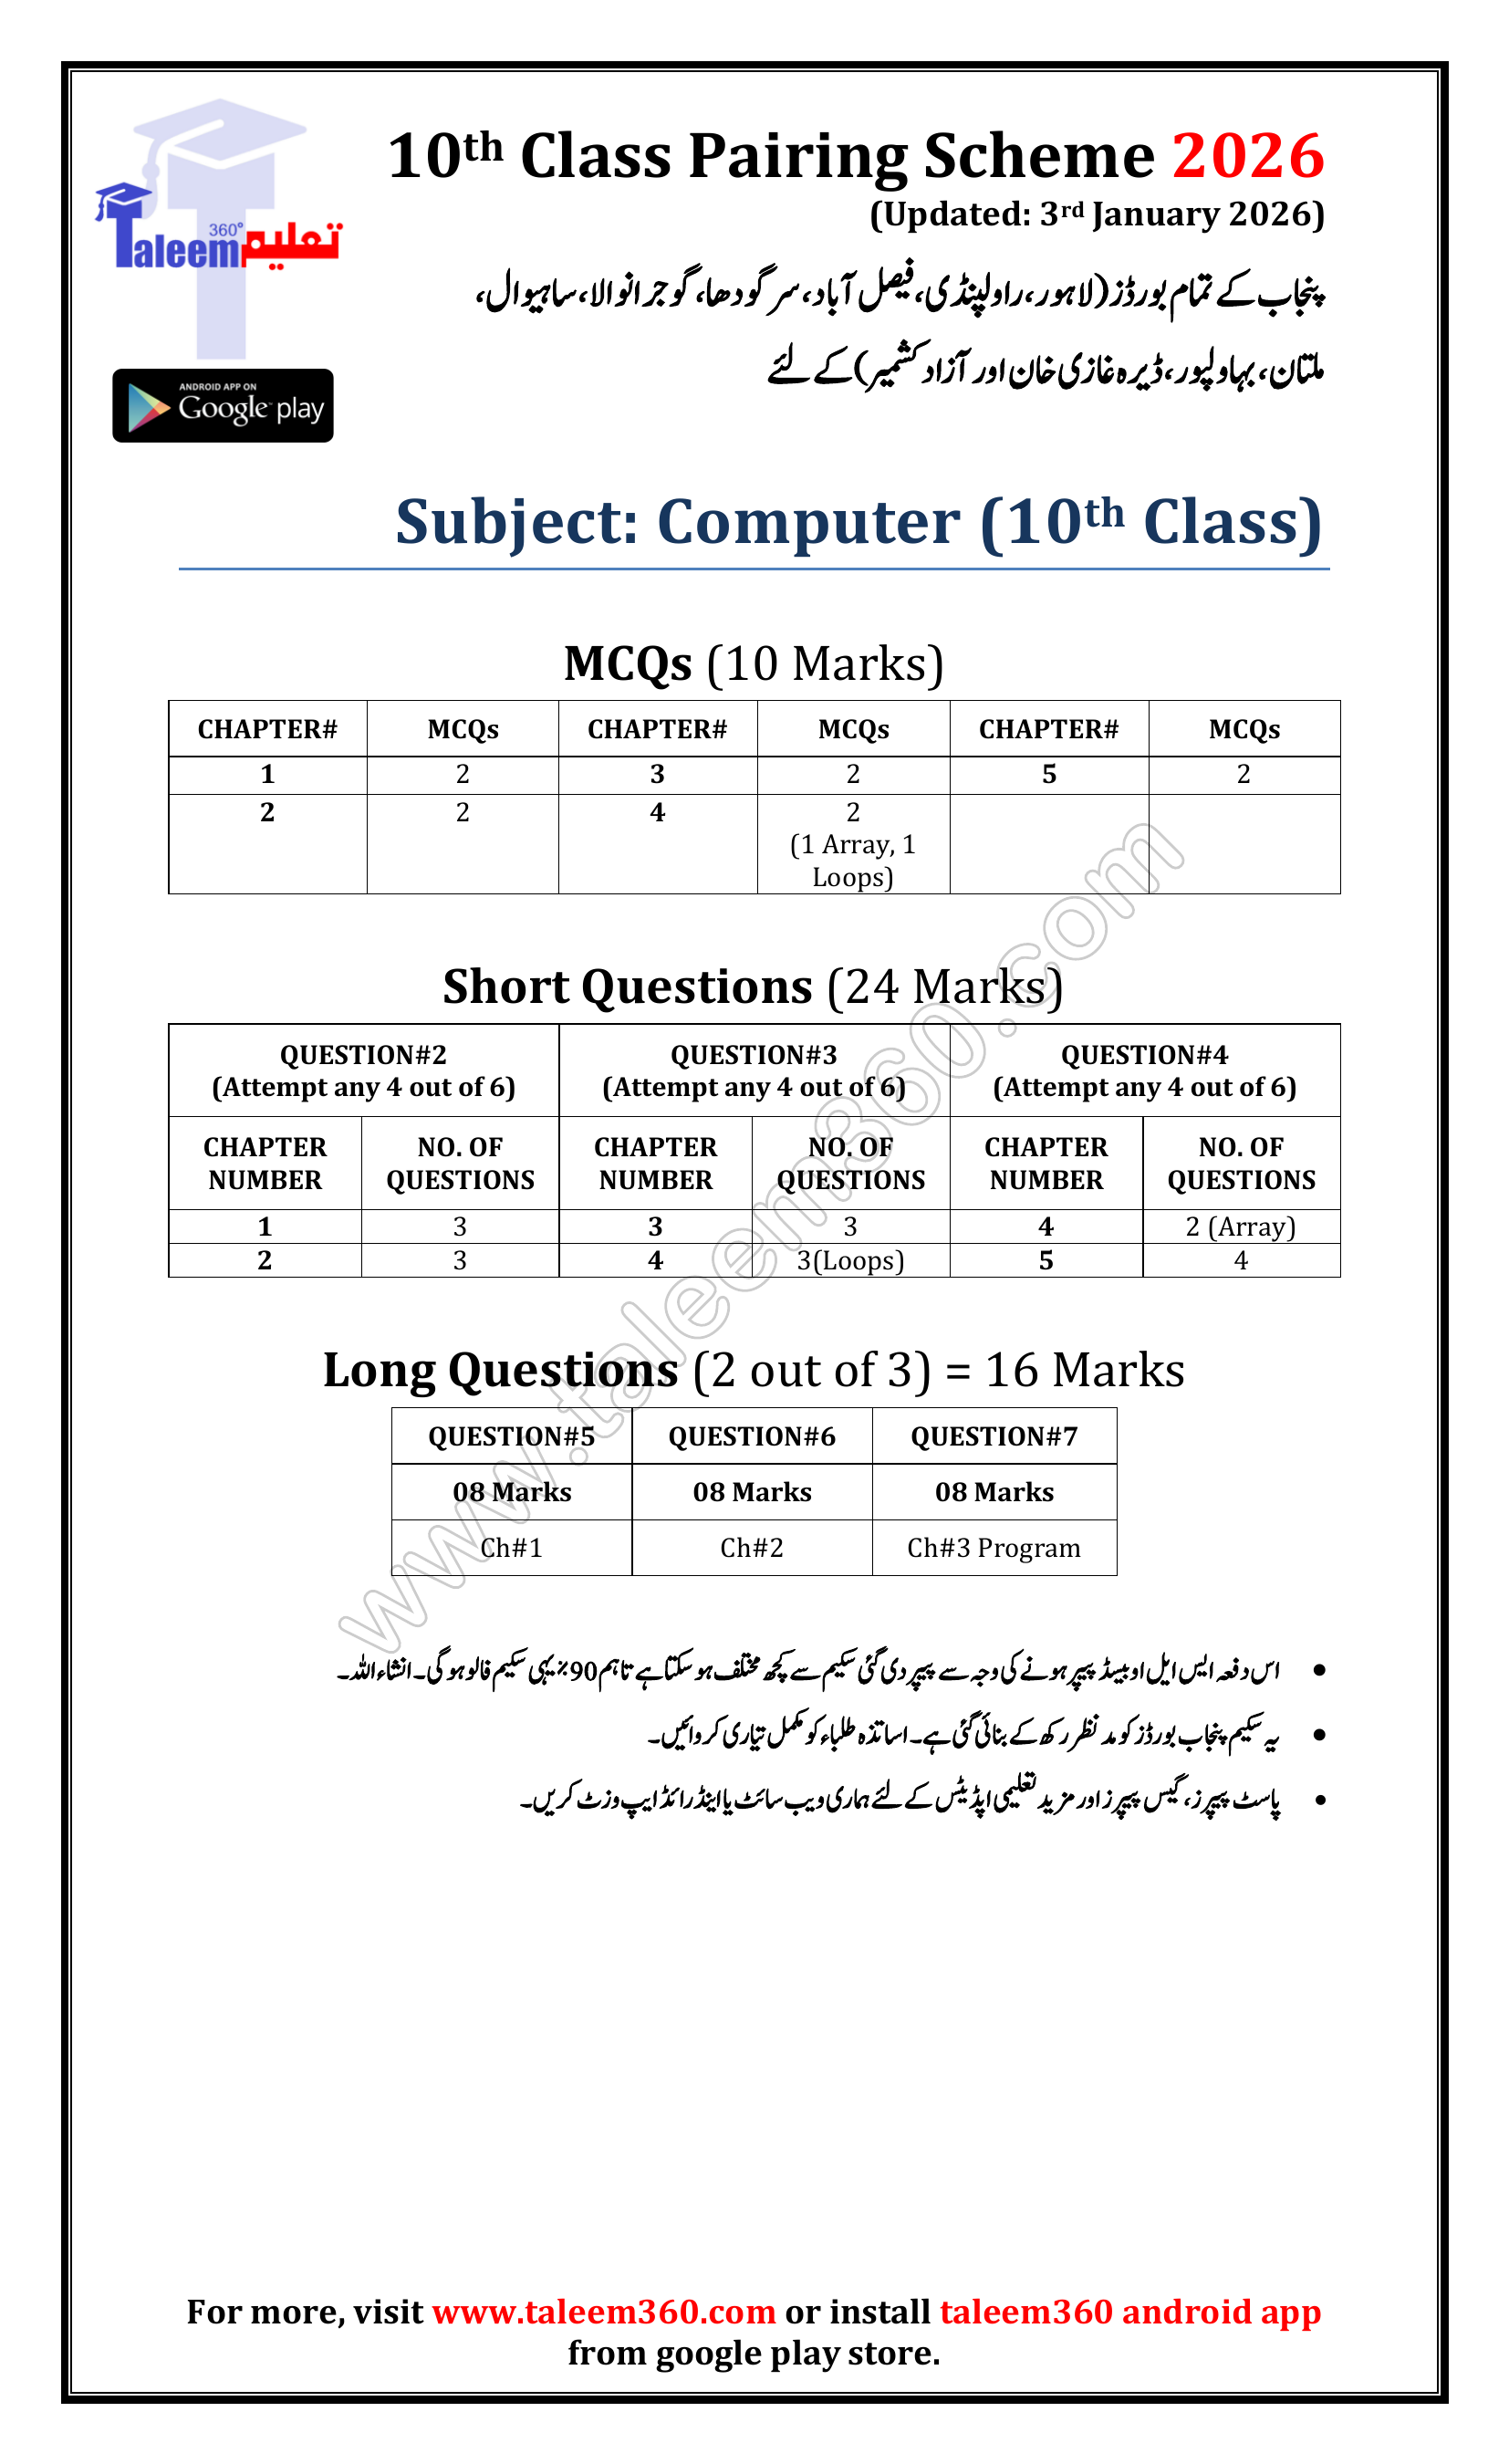 10th Class Pairing Scheme 2026
(Updated: 3rd January 2026)
360°
Taleem تعلیم
پنجاب کے تمام بورڈز (لاہور، راولپنڈی، فیصل آباد، سرگودھا، گوجرانوالا، ساہیوال،
ملتان، بہاولپور، ڈیرہ غازی خان اور آزاد کشمیر) کے لئے
ANDROID APP ON
Google play
Subject: Computer (10th Class)
MCQs (10 Marks)
CHAPTER# MCQs CHAPTER# MCQs CHAPTER# MCQs
1 2 3 2 5 2
2 2 4 2
(1 Array, 1
Loops)
Short Questions (24 Marks)
QUESTION#2 QUESTION#3 QUESTION#4
(Attempt any 4 out of 6) (Attempt any 4 out of 6) (Attempt any 4 out of 6)
CHAPTER NO. OF CHAPTER NO. OF CHAPTER NO. OF
NUMBER QUESTIONS NUMBER QUESTIONS NUMBER QUESTIONS
1 3 3 3 4 2 (Array)
2 3 4 3(Loops) 5 4
Long Questions (2 out of 3) = 16 Marks
QUESTION#5 QUESTION#6 QUESTION#7
08 Marks 08 Marks 08 Marks
Ch#1 Ch#2 Ch#3 Program
www.taleem360.com
• اس دفعہ ایس ایل او بیسڈ پیپر ہونے کی وجہ سے پیپر دی گئی سکیم سے کچھ مختلف ہو سکتا ہے تاہم 90٪ یہی سکیم فالو ہو گی۔ انشاء اللہ۔
• یہ سکیم پنجاب بورڈز کو مد نظر رکھ کے بنائی گئی ہے۔ اساتذہ طلباء کو مکمل تیاری کروائیں۔
• پاسٹ پیپرز، گیس پیپرز اور مزید تعلیمی اپڈیٹس کے لئے ہماری ویب سائٹ یا اینڈرائڈ ایپ وزٹ کریں۔
For more, visit www.taleem360.com or install taleem360 android app
from google play store.